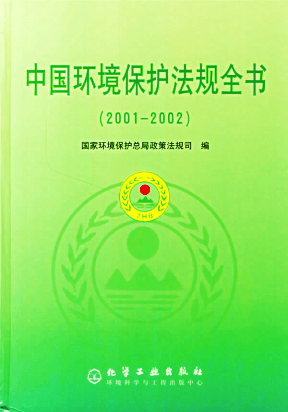 中国环境保护法规全书
(2001-2002)
国家环境保护总局政策法规司 编
ZHB
化学工业出版社
环境科学与工程出版中心